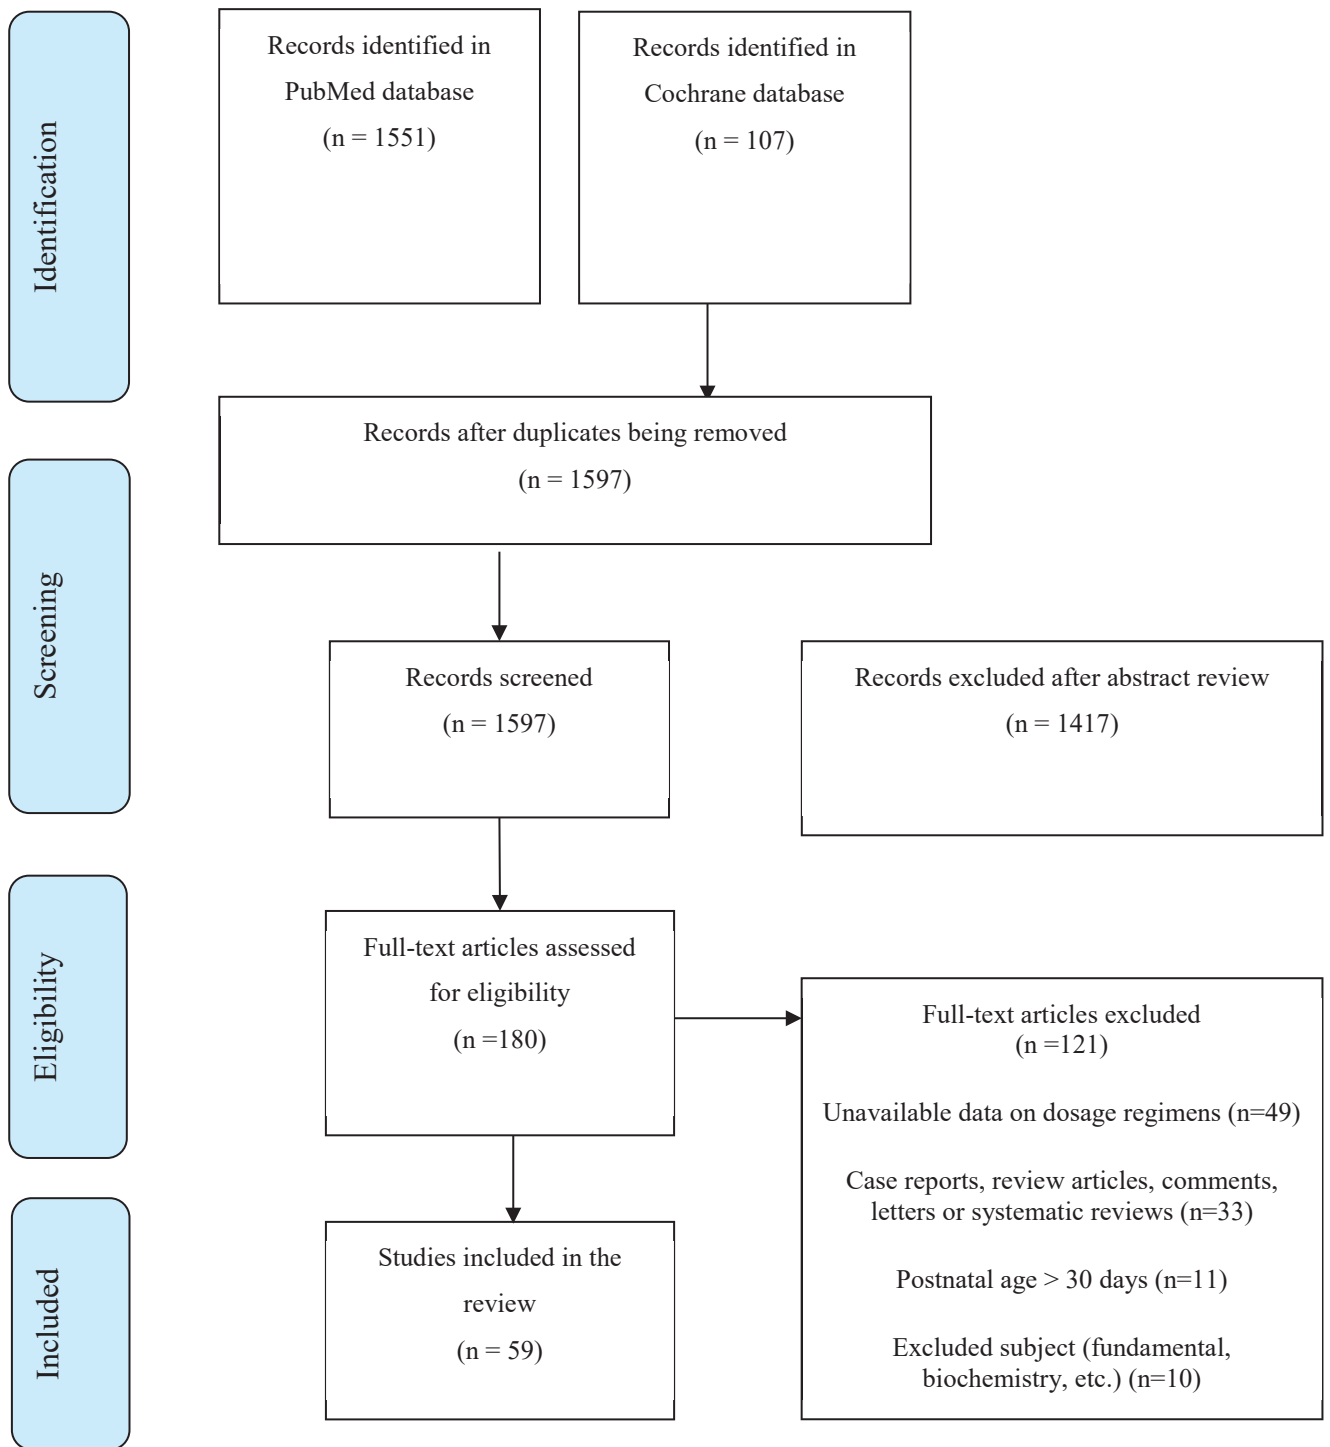 Identification
Records identified in
PubMed database
(n = 1551)
Records identified in
Cochrane database
(n = 107)
Records after duplicates being removed
(n = 1597)
Screening
Records screened
(n = 1597)
Records excluded after abstract review
(n = 1417)
Eligibility
Full-text articles assessed
for eligibility
(n =180)
Full-text articles excluded
(n =121)
Unavailable data on dosage regimens (n=49)
Case reports, review articles, comments,
letters or systematic reviews (n=33)
Postnatal age > 30 days (n=11)
Excluded subject (fundamental,
biochemistry, etc.) (n=10)
Included
Studies included in the
review
(n = 59)